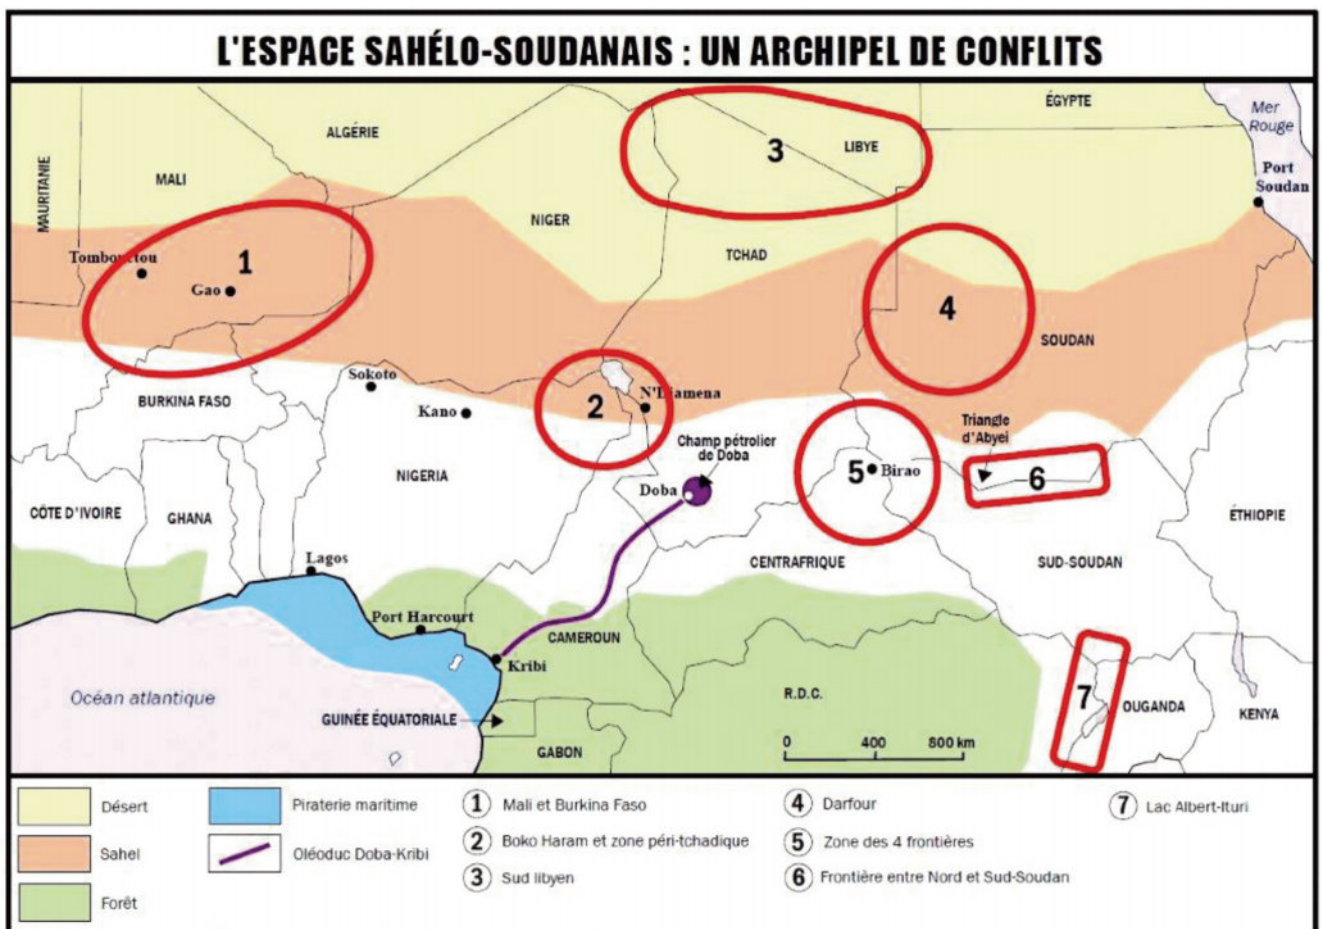 L'ESPACE SAHÉLO-SOUDANAIS : UN ARCHIPEL DE CONFLITS
ÉGYPTE
Mer
Rouge
ALGÉRIE
3
LIBYE
MAURITANIE
MALI
Port
Soudan
NIGER
TCHAD
Tombouctou
1
Gao
4
SOUDAN
Sokoto
BURKINA FASO
Kano
2
N'Djamena
Triangle
d'Abyei
Champ pétrolier
de Doba
NIGERIA
5
Birao
6
Doba
CÔTE D'IVOIRE
GHANA
ÉTHIOPIE
Lagos
CENTRAFRIQUE
SUD-SOUDAN
Port Harcourt
CAMEROUN
Kribi
Océan atlantique
R.D.C.
7
OUGANDA
KENYA
GUINÉE ÉQUATORIALE
GABON
0 400 800 km
Désert
Sahel
Forêt
Piraterie maritime
Oléoduc Doba-Kribi
1 Mali et Burkina Faso
2 Boko Haram et zone péri-tchadique
3 Sud libyen
4 Darfour
5 Zone des 4 frontières
6 Frontière entre Nord et Sud-Soudan
7 Lac Albert-Ituri